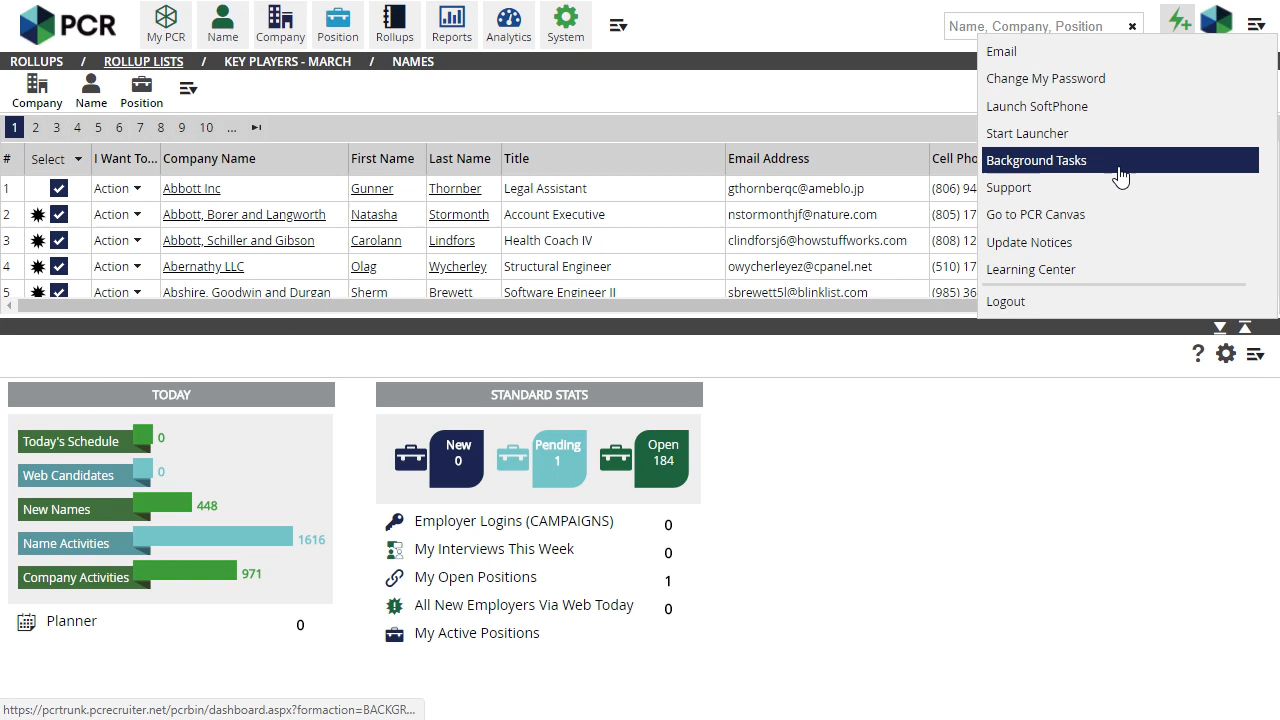 PCR
My PCR
Name
Company
Position
Rollups
Reports
Analytics
System
Name, Company, Position
ROLLUPS / ROLLUP LISTS / KEY PLAYERS - MARCH / NAMES
Company
Name
Position
1 2 3 4 5 6 7 8 9 10 ...
# Select I Want To... Company Name First Name Last Name Title Email Address Cell Pho
1 Action Abbott Inc Gunner Thornber Legal Assistant gthornberqc@ameblo.jp (806) 94
2 Action Abbott, Borer and Langworth Natasha Stormonth Account Executive nstormonthjf@nature.com (805) 17
3 Action Abbott, Schiller and Gibson Carolann Lindfors Health Coach IV clindforsj6@howstuffworks.com (808) 12
4 Action Abernathy LLC Olag Wycherley Structural Engineer owycherleyez@cpanel.net (510) 17
5 Action Abshire, Goodwin and Durgan Sherm Brewett Software Engineer II sbrewett5l@blinklist.com (985) 36
Email
Change My Password
Launch SoftPhone
Start Launcher
Background Tasks
Support
Go to PCR Canvas
Update Notices
Learning Center
Logout
?
TODAY
Today's Schedule 0
Web Candidates 0
New Names 448
Name Activities 1616
Company Activities 971
Planner 0
STANDARD STATS
New
0
Pending
1
Open
184
Employer Logins (CAMPAIGNS) 0
My Interviews This Week 0
My Open Positions 1
All New Employers Via Web Today 0
My Active Positions
https://pcrtrunk.pcrecruiter.net/pcrbin/dashboard.aspx?formaction=BACKGR...